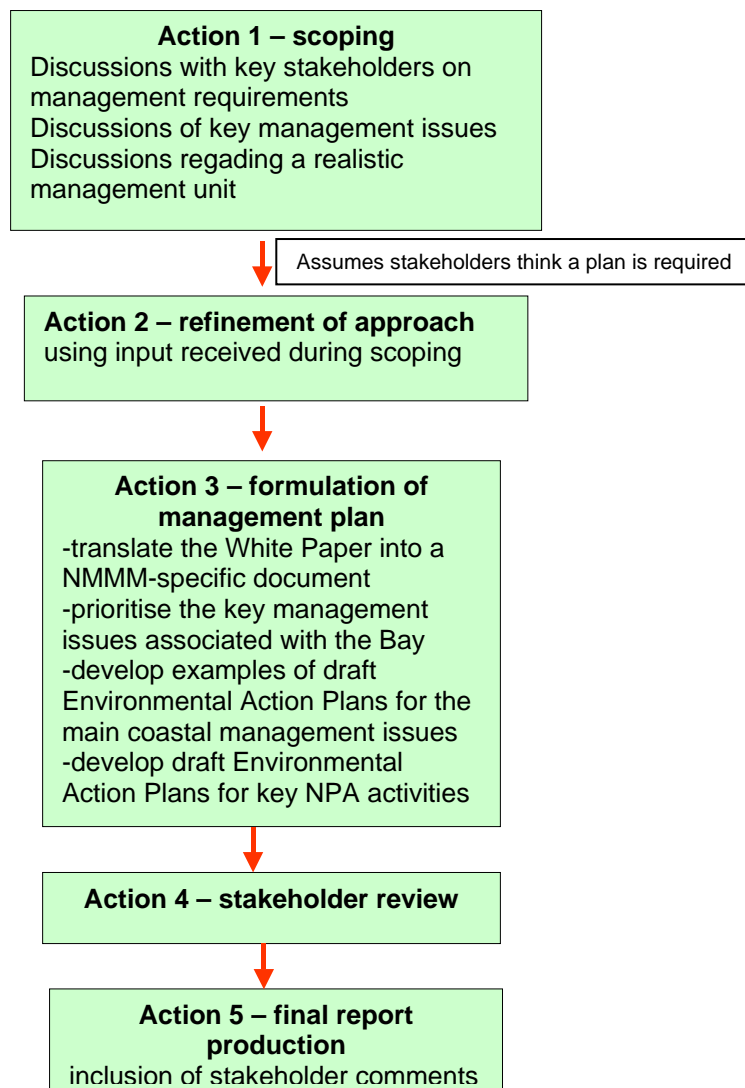 Action 1 – scoping
Discussions with key stakeholders on
management requirements
Discussions of key management issues
Discussions regading a realistic
management unit
Assumes stakeholders think a plan is required
Action 2 – refinement of approach
using input received during scoping
Action 3 – formulation of
management plan
-translate the White Paper into a
NMMM-specific document
-prioritise the key management
issues associated with the Bay
-develop examples of draft
Environmental Action Plans for the
main coastal management issues
-develop draft Environmental
Action Plans for key NPA activities
Action 4 – stakeholder review
Action 5 – final report
production
inclusion of stakeholder comments